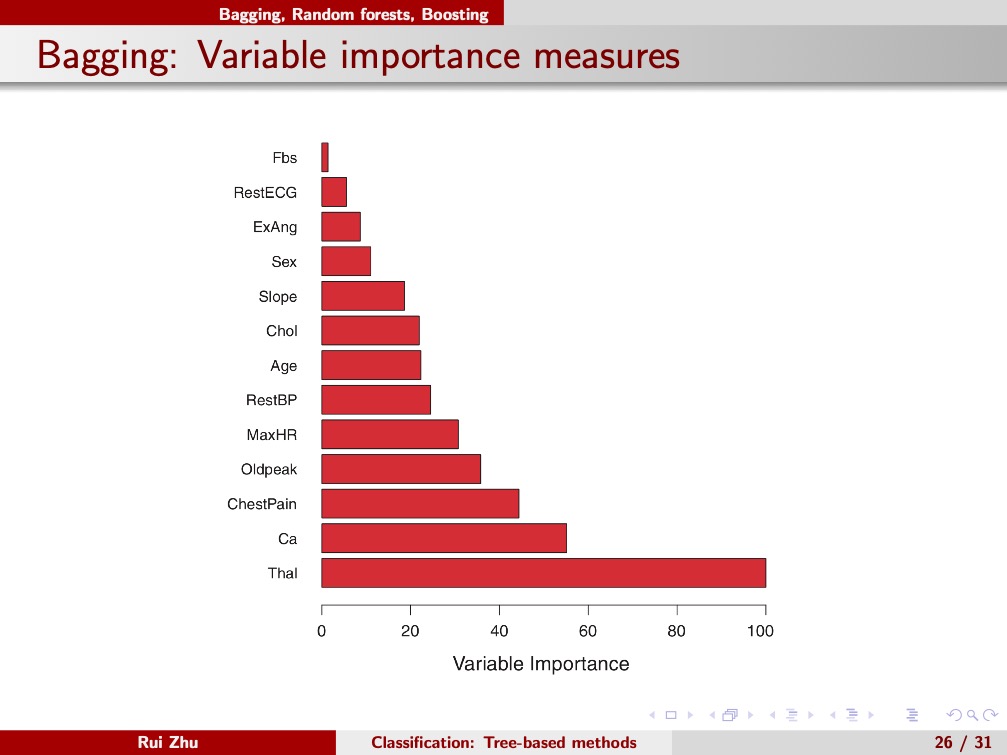 Bagging, Random forests, Boosting
Bagging: Variable importance measures
Fbs
RestECG
ExAng
Sex
Slope
Chol
Age
RestBP
MaxHR
Oldpeak
ChestPain
Ca
Thal
0 20 40 60 80 100
Variable Importance
Rui Zhu Classification: Tree-based methods 26 / 31